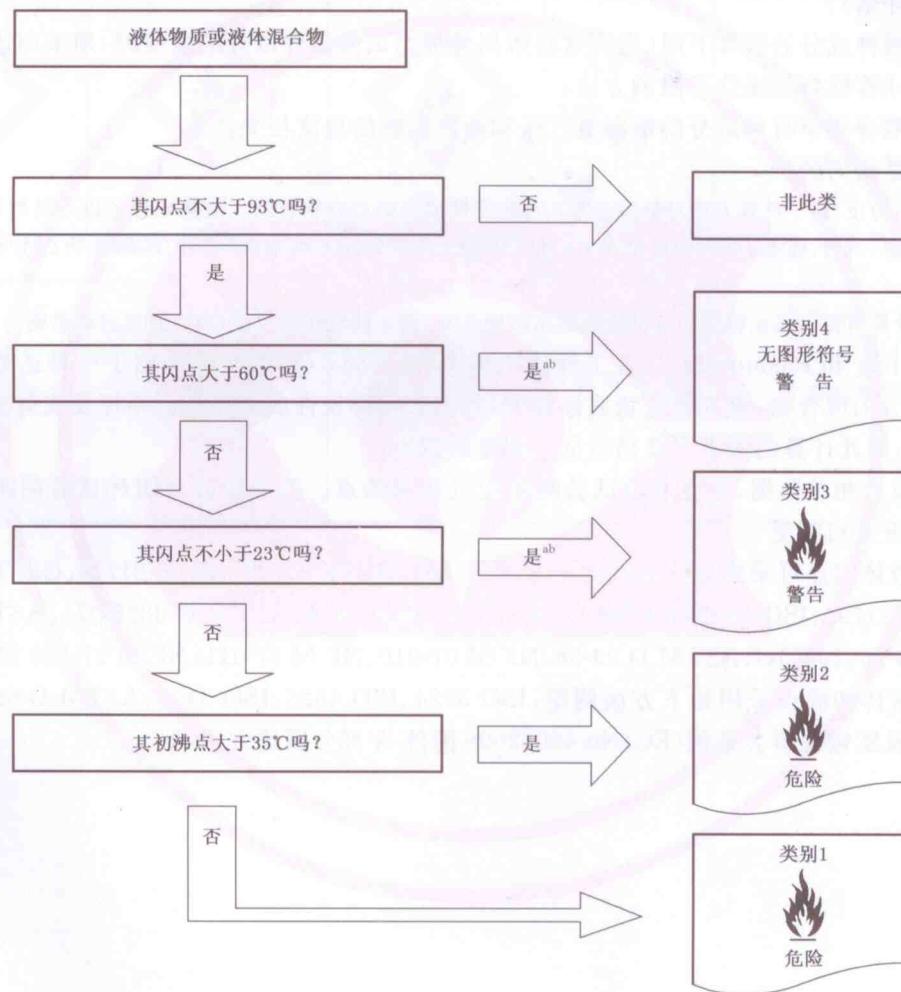 液体物质或液体混合物
其闪点不大于93℃吗?
否
非此类
是
其闪点大于60℃吗?
是ab
类别4
无图形符号
警 告
否
其闪点不小于23℃吗?
是ab
类别3
警告
否
其初沸点大于35℃吗?
是
类别2
危险
否
类别1
危险